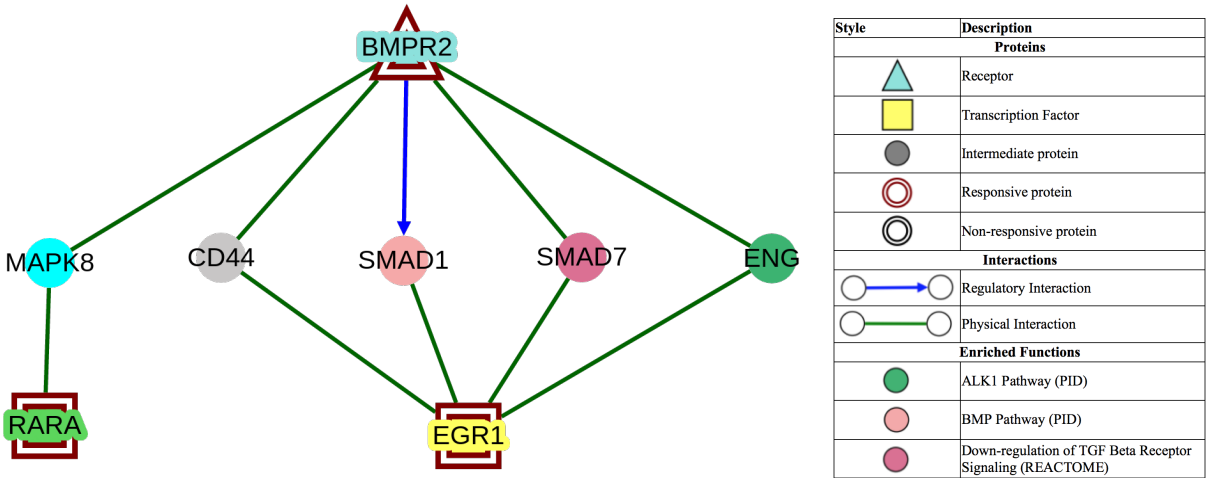 BMPR2
MAPK8
CD44
SMAD1
SMAD7
ENG
RARA
EGR1
Style Description
Proteins
Receptor
Transcription Factor
Intermediate protein
Responsive protein
Non-responsive protein
Interactions
Regulatory Interaction
Physical Interaction
Enriched Functions
ALK1 Pathway (PID)
BMP Pathway (PID)
Down-regulation of TGF Beta Receptor
Signaling (REACTOME)